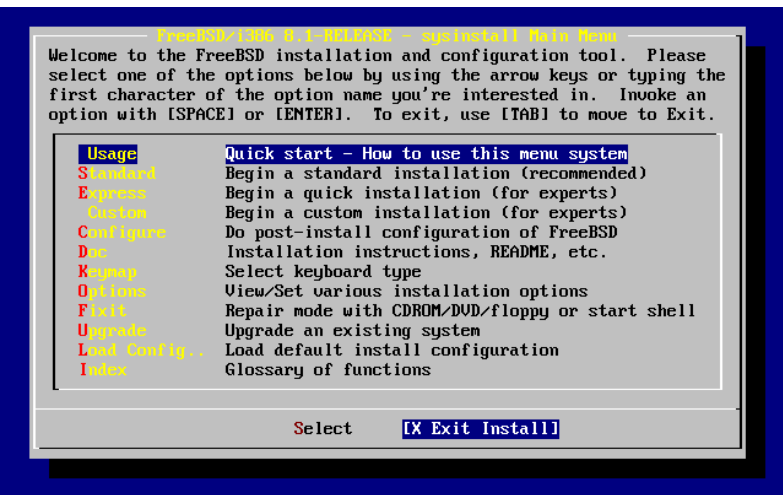 FreeBSD/i386 8.1-RELEASE - sysinstall Main Menu
Welcome to the FreeBSD installation and configuration tool.  Please
select one of the options below by using the arrow keys or typing the
first character of the option name you're interested in.  Invoke an
option with [SPACE] or [ENTER].  To exit, use [TAB] to move to Exit.
Usage Quick start - How to use this menu system
Standard Begin a standard installation (recommended)
Express Begin a quick installation (for experts)
Custom Begin a custom installation (for experts)
Configure Do post-install configuration of FreeBSD
Doc Installation instructions, README, etc.
Keymap Select keyboard type
Options View/Set various installation options
Fixit Repair mode with CDROM/DVD/floppy or start shell
Upgrade Upgrade an existing system
Load Config.. Load default install configuration
Index Glossary of functions
Select [X Exit Install]